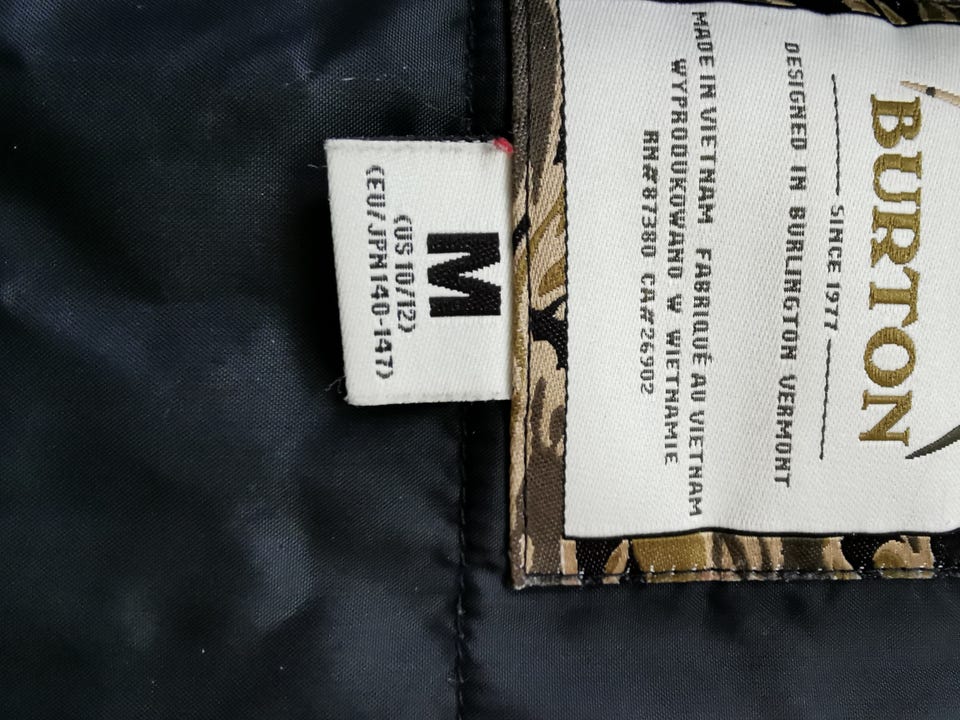 BURTON
SINCE 1977
DESIGNED IN BURLINGTON VERMONT
MADE IN VIETNAM FABRIQUÉ AU VIETNAM
WYPRODUKOWANO W WIETNAMIE
RN#87380 CA#26902
M
(US 10/12)
(EU/JPN140-147)